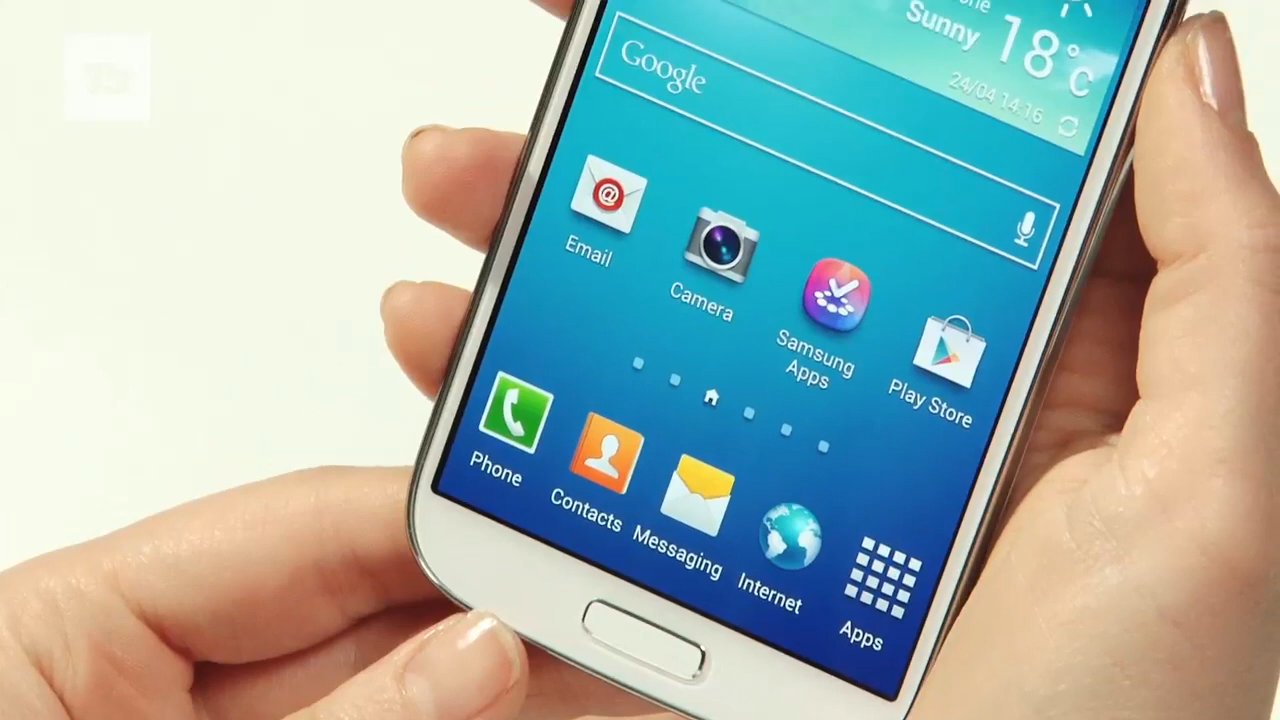 Sunny
18°C
24/04 14:16
Google
Email
Camera
Samsung
Apps
Play Store
Phone
Contacts
Messaging
Internet
Apps